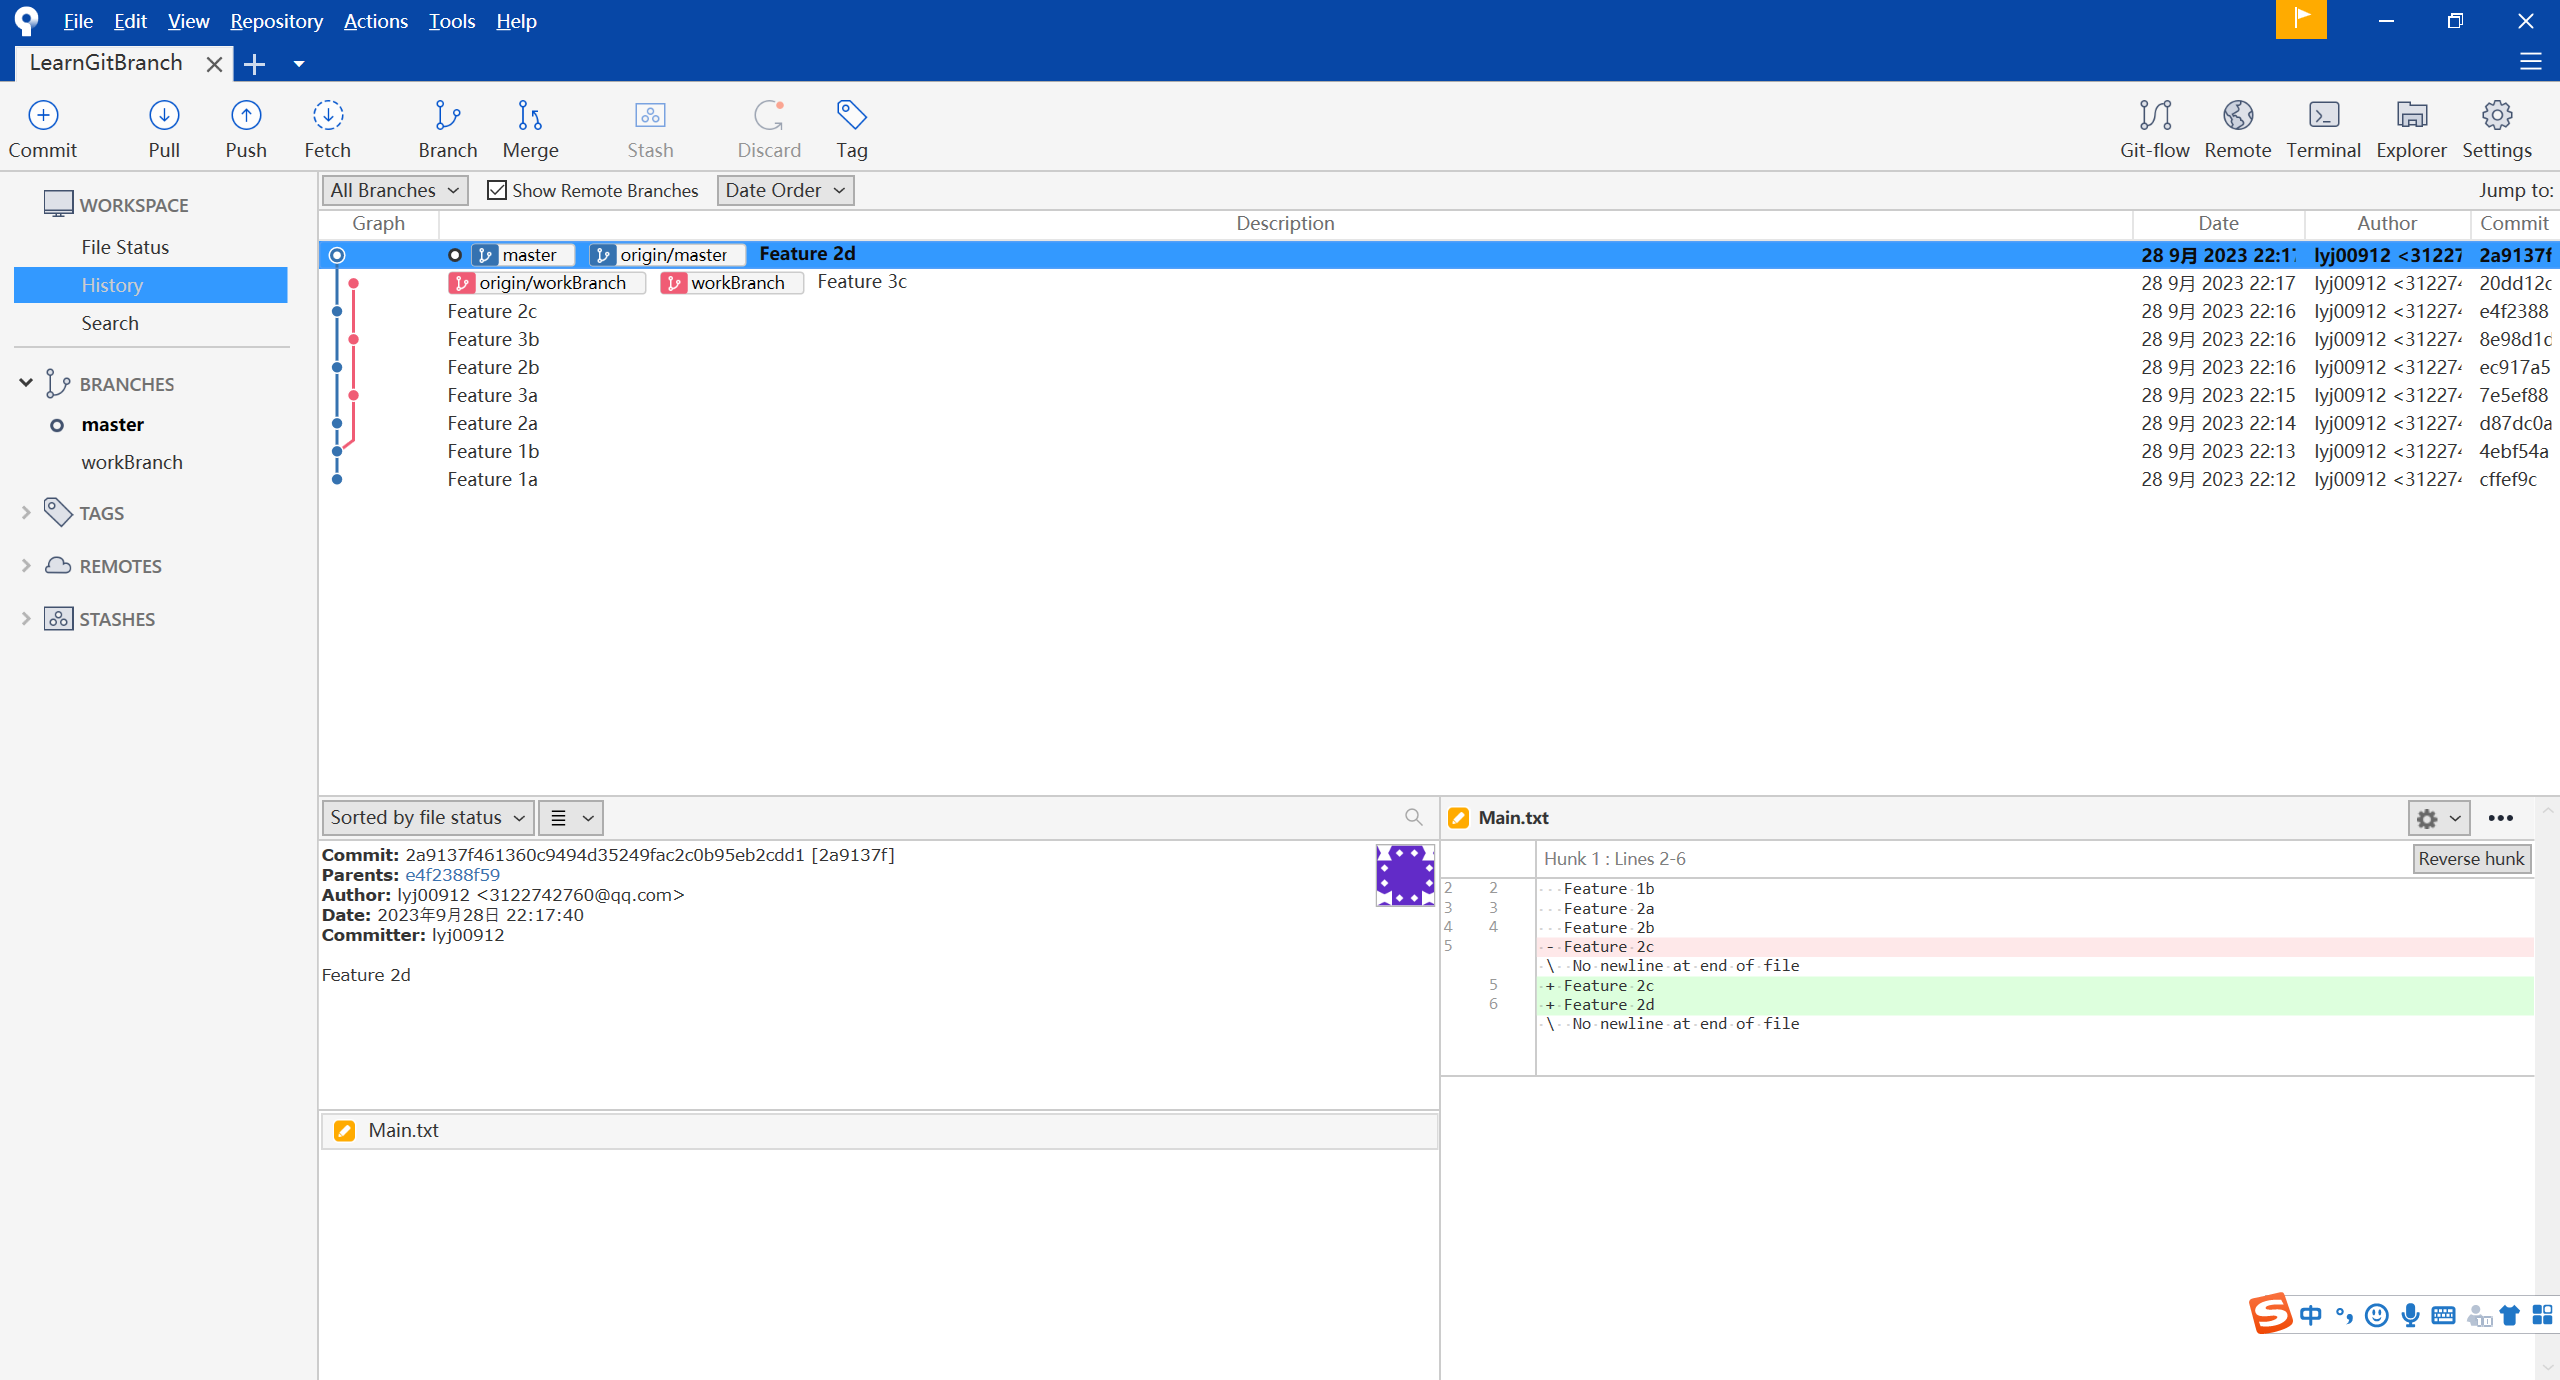 File Edit View Repository Actions Tools Help
LearnGitBranch
Commit Pull Push Fetch Branch Merge Stash Discard Tag Git-flow Remote Terminal Explorer Settings
WORKSPACE
File Status
History
Search
BRANCHES
master
workBranch
TAGS
REMOTES
STASHES
All Branches Show Remote Branches Date Order Jump to:
Graph Description Date Author Commit
master origin/master Feature 2d 28 9月 2023 22:17 lyj00912 <31227 2a9137f
origin/workBranch workBranch Feature 3c 28 9月 2023 22:17 lyj00912 <312274 20dd12c
Feature 2c 28 9月 2023 22:16 lyj00912 <312274 e4f2388
Feature 3b 28 9月 2023 22:16 lyj00912 <312274 8e98d1d
Feature 2b 28 9月 2023 22:16 lyj00912 <312274 ec917a5
Feature 3a 28 9月 2023 22:15 lyj00912 <312274 7e5ef88
Feature 2a 28 9月 2023 22:14 lyj00912 <312274 d87dc0a
Feature 1b 28 9月 2023 22:13 lyj00912 <312274 4ebf54a
Feature 1a 28 9月 2023 22:12 lyj00912 <312274 cffef9c
Sorted by file status
Commit: 2a9137f461360c9494d35249fac2c0b95eb2cdd1 [2a9137f]
Parents: e4f2388f59
Author: lyj00912 <3122742760@qq.com>
Date: 2023年9月28日 22:17:40
Committer: lyj00912
Feature 2d
Main.txt
Main.txt
Hunk 1 : Lines 2-6 Reverse hunk
2 2 Feature 1b
3 3 Feature 2a
4 4 Feature 2b
5 - Feature 2c
\ No newline at end of file
5 + Feature 2c
6 + Feature 2d
\ No newline at end of file
S 中